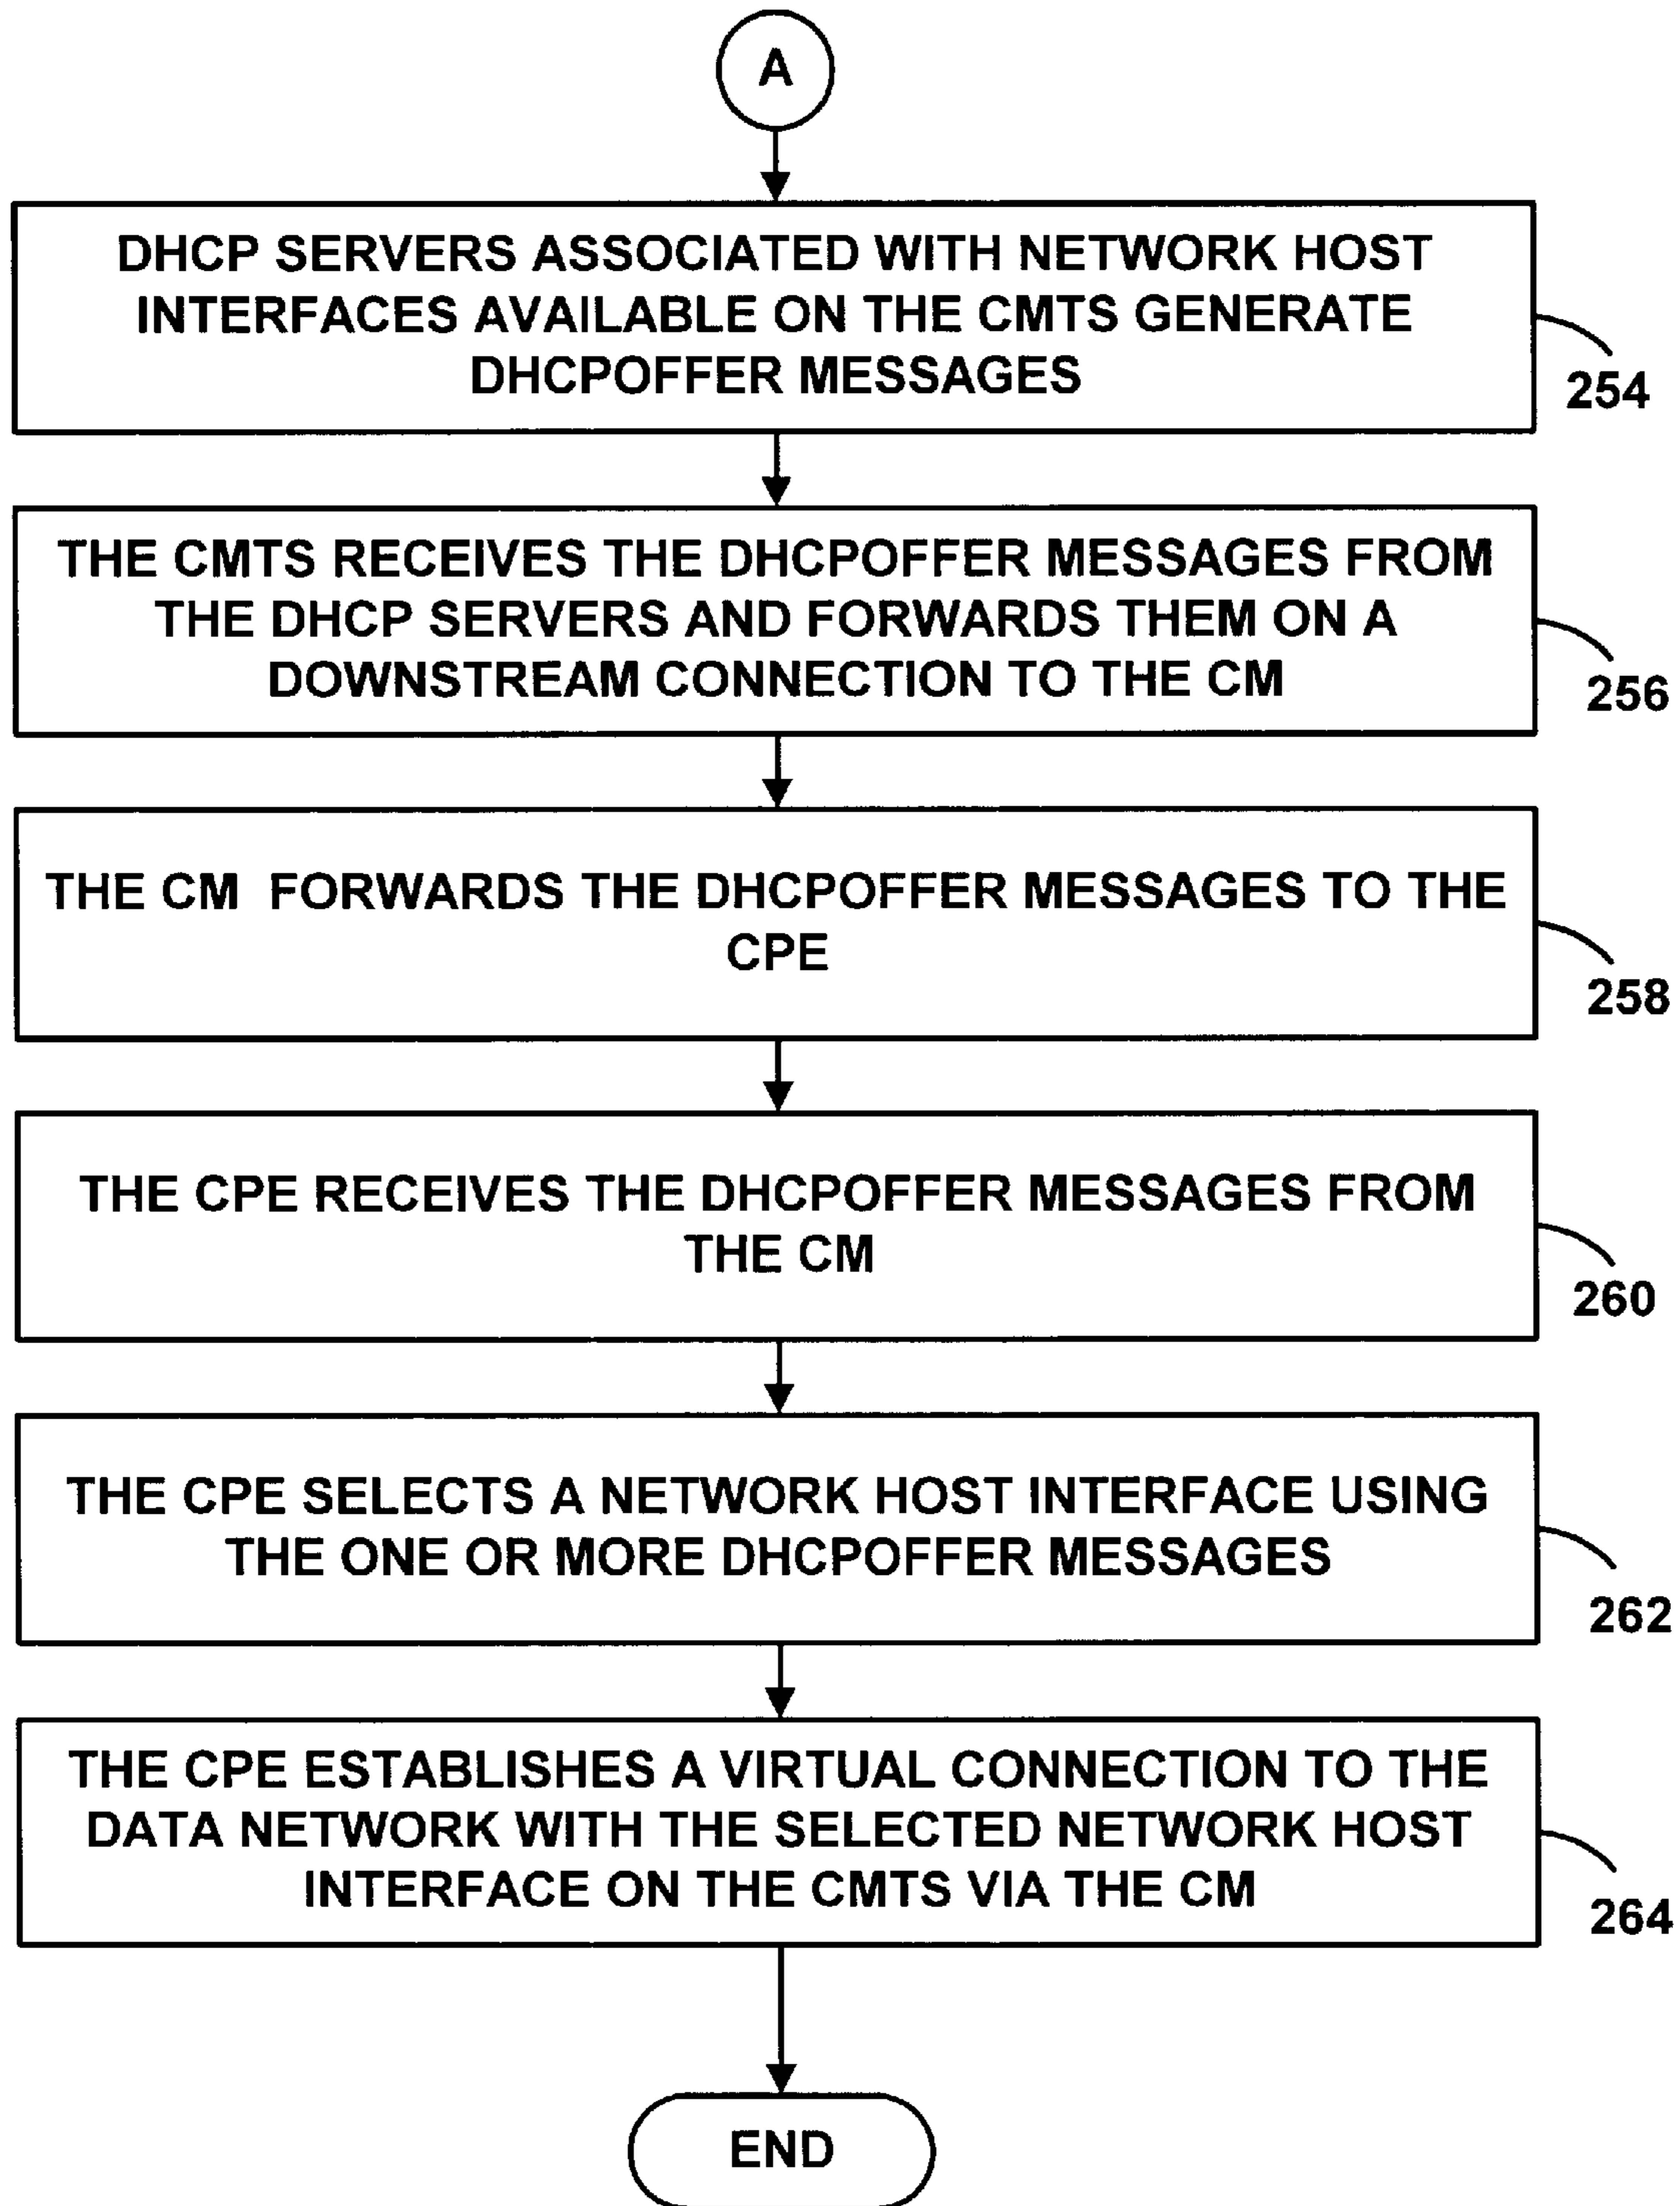 A
DHCP SERVERS ASSOCIATED WITH NETWORK HOST
INTERFACES AVAILABLE ON THE CMTS GENERATE
DHCPOFFER MESSAGES
254
THE CMTS RECEIVES THE DHCPOFFER MESSAGES FROM
THE DHCP SERVERS AND FORWARDS THEM ON A
DOWNSTREAM CONNECTION TO THE CM
256
THE CM FORWARDS THE DHCPOFFER MESSAGES TO THE
CPE
258
THE CPE RECEIVES THE DHCPOFFER MESSAGES FROM
THE CM
260
THE CPE SELECTS A NETWORK HOST INTERFACE USING
THE ONE OR MORE DHCPOFFER MESSAGES
262
THE CPE ESTABLISHES A VIRTUAL CONNECTION TO THE
DATA NETWORK WITH THE SELECTED NETWORK HOST
INTERFACE ON THE CMTS VIA THE CM
264
END